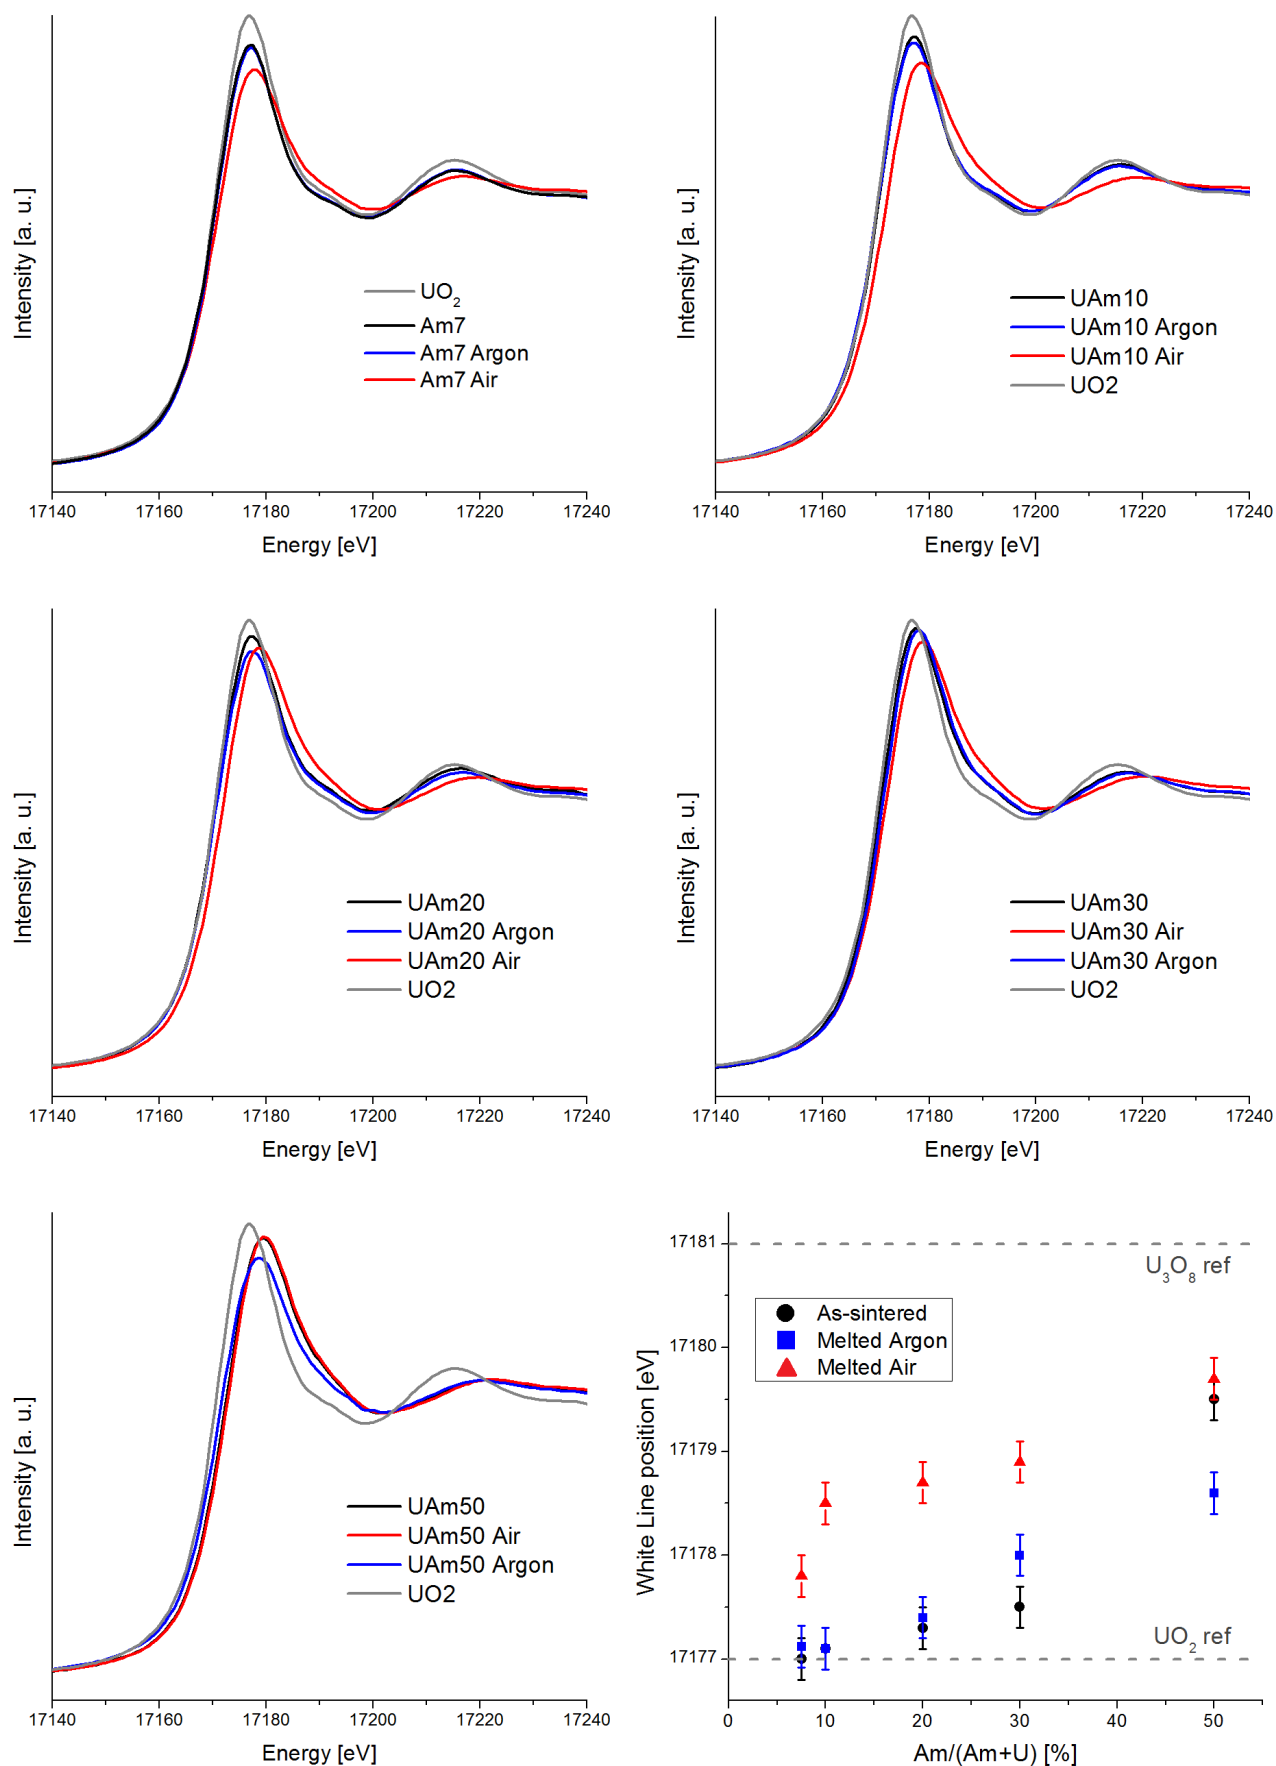 Intensity [a. u.]
UO2
Am7
Am7 Argon
Am7 Air
17140 17160 17180 17200 17220 17240
Energy [eV]
Intensity [a. u.]
UAm10
UAm10 Argon
UAm10 Air
UO2
17140 17160 17180 17200 17220 17240
Energy [eV]
Intensity [a. u.]
UAm20
UAm20 Argon
UAm20 Air
UO2
17140 17160 17180 17200 17220 17240
Energy [eV]
Intensity [a. u.]
UAm30
UAm30 Air
UAm30 Argon
UO2
17140 17160 17180 17200 17220 17240
Energy [eV]
Intensity [a. u.]
UAm50
UAm50 Air
UAm50 Argon
UO2
17140 17160 17180 17200 17220 17240
Energy [eV]
White Line position [eV]
17181
U3O8 ref
As-sintered
Melted Argon
Melted Air
17180
17179
17178
UO2 ref
17177
0 10 20 30 40 50
Am/(Am+U) [%]